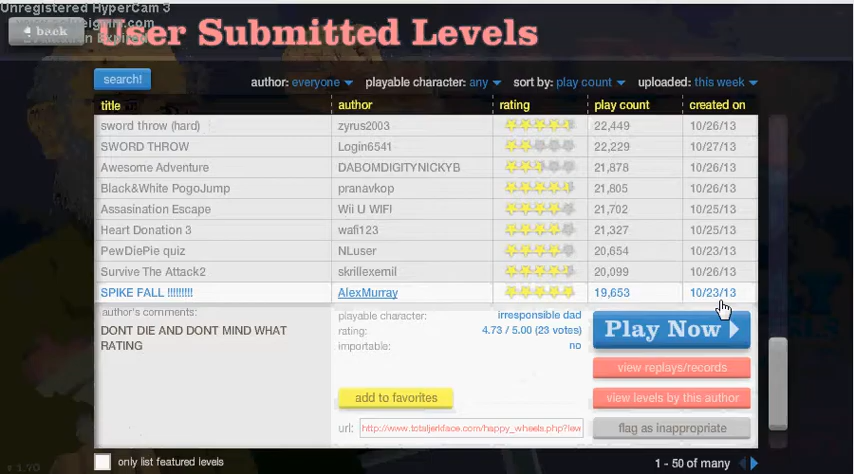 Unregistered HyperCam 3
back
User Submitted Levels
search!
author: everyone playable character: any sort by: play count uploaded: this week
title author rating play count created on
sword throw (hard) zyrus2003 22,449 10/26/13
SWORD THROW Login6541 22,229 10/27/13
Awesome Adventure DABOMDIGITYNICKYB 21,878 10/26/13
Black&White PogoJump pranavkop 21,805 10/26/13
Assasination Escape Wii U WIFI 21,702 10/25/13
Heart Donation 3 wafi123 21,327 10/25/13
PewDiePie quiz NLuser 20,654 10/23/13
Survive The Attack2 skrillexemil 20,099 10/26/13
SPIKE FALL !!!!!!!!! AlexMurray 19,653 10/23/13
author's comments:
DONT DIE AND DONT MIND WHAT
RATING
playable character: irresponsible dad
rating: 4.73 / 5.00 (23 votes)
importable: no
Play Now
view replays/records
add to favorites
view levels by this author
url: http://www.totaljerkface.com/happy_wheels.php?lev
flag as inappropriate
only list featured levels
1 - 50 of many
v 1.70